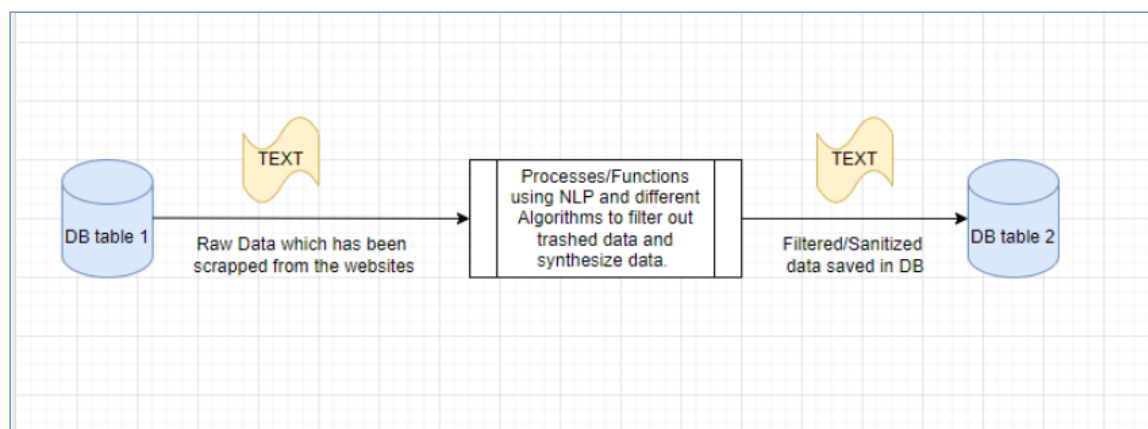 TEXT
TEXT
DB table 1
Raw Data which has been
scrapped from the websites
Processes/Functions
using NLP and different
Algorithms to filter out
trashed data and
synthesize data.
Filtered/Sanitized
data saved in DB
DB table 2